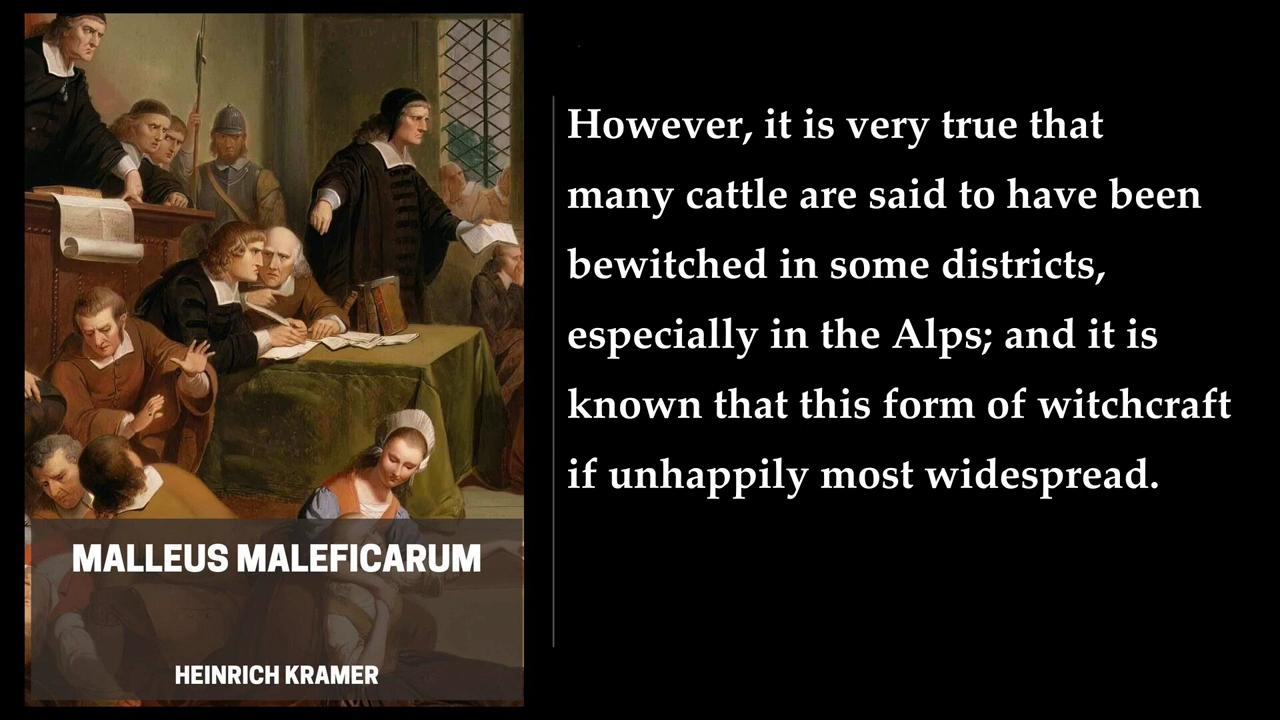 MALLEUS MALEFICARUM
HEINRICH KRAMER
However, it is very true that
many cattle are said to have been
bewitched in some districts,
especially in the Alps; and it is
known that this form of witchcraft
if unhappily most widespread.